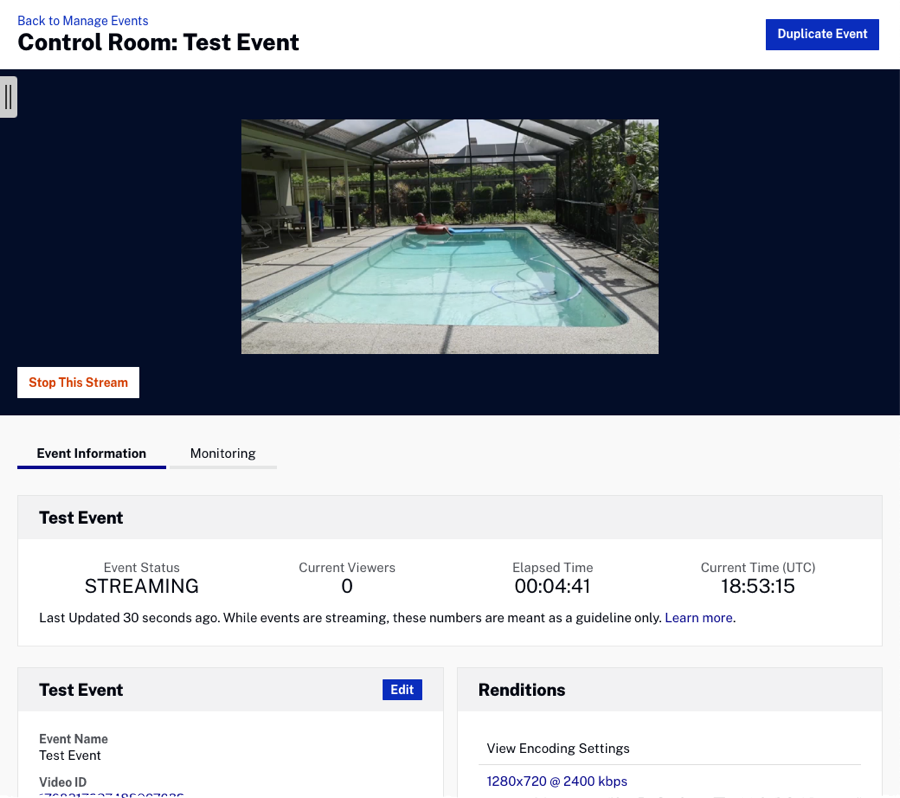 Back to Manage Events
Control Room: Test Event
Duplicate Event
Stop This Stream
Event Information
Monitoring
Test Event
Event Status
STREAMING
Current Viewers
0
Elapsed Time
00:04:41
Current Time (UTC)
18:53:15
Last Updated 30 seconds ago. While events are streaming, these numbers are meant as a guideline only. Learn more.
Test Event
Edit
Event Name
Test Event
Video ID
Renditions
View Encoding Settings
1280x720 @ 2400 kbps